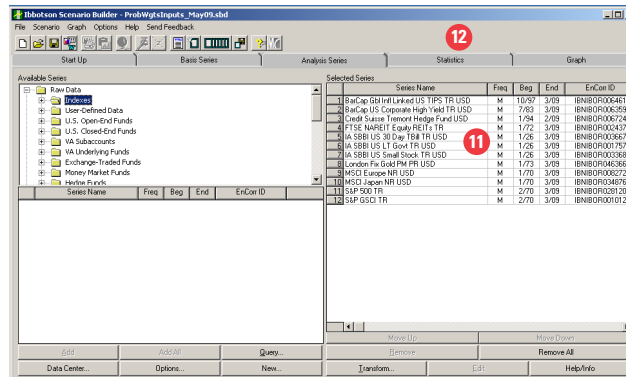 Ibbotson Scenario Builder - ProbWgtsInputs_May09.sbd
File Scenario Graph Options Help Send Feedback
12
Start Up Basic Series Analysis Series Statistics Graph
Available Series
Raw Data
Indexes
User-Defined Data
U.S. Open-End Funds
U.S. Closed-End Funds
VA Subaccounts
VA Underlying Funds
Exchange-Traded Funds
Money Market Funds
Hedge Funds
Series Name Freq Beg End EnCorr ID
Add Add All Query...
Data Center... Options... New...
Selected Series
Series Name Freq Beg End EnCorr ID
1 BarCap Gbl Infl Linked US TIPS TR USD M 10/97 3/09 IBNIBOR006461
2 BarCap US Corporate High Yield TR USD M 7/83 3/09 IBNIBOR006359
3 Credit Suisse Tremont Hedge Fund USD M 1/94 2/09 IBNIBOR006724
4 FTSE NAREIT Equity REITs TR M 1/72 3/09 IBNIBOR002437
5 IA SBBI US 30 Day TBill TR USD M 1/26 3/09 IBNIBOR003667
6 IA SBBI US LT Govt TR USD M 1/26 3/09 IBNIBOR001757
7 IA SBBI US Small Stock TR USD M 1/26 3/09 IBNIBOR003368
8 London Fix Gold PM PR USD M 1/73 3/09 IBNIBOR046366
9 MSCI Europe NR USD M 1/70 3/09 IBNIBOR008272
10 MSCI Japan NR USD M 1/70 3/09 IBNIBOR034876
11 S&P 500 TR M 2/70 3/09 IBNIBOR028120
12 S&P GSCI TR M 2/70 3/09 IBNIBOR001012
11
Move Up Move Down
Remove Remove All
Transform... Edit Help/Info